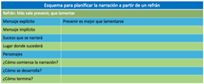 Esquema para planificar la narración a partir de un refrán
Refrán: Más vale prevenir, que lamentar
Mensaje explícito Prevenir es mejor que lamentarse
Mensaje implícito
Suceso que se narrará
Lugar donde sucederá
Personajes
¿Cómo comienza la narración?
¿Cómo se desarrolla?
¿Cómo termina?